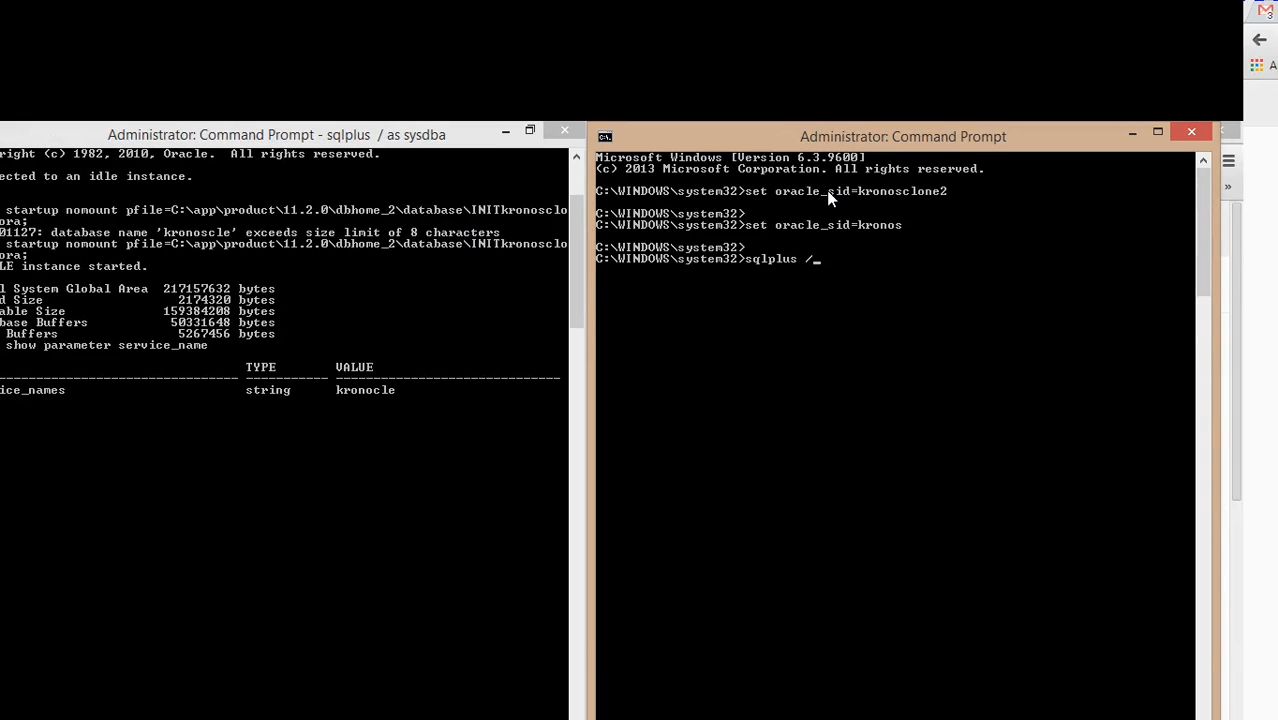 3
A
»
Administrator: Command Prompt - sqlplus / as sysdba
right (c) 1982, 2010, Oracle. All rights reserved.
ected to an idle instance.
startup nomount pfile=C:\app\product\11.2.0\dbhome_2\database\INITkronosclo
ora;
01127: database name 'kronoscle' exceeds size limit of 8 characters
startup nomount pfile=C:\app\product\11.2.0\dbhome_2\database\INITkronosclo
ora;
LE instance started.
l System Global Area 217157632 bytes
d Size 2174320 bytes
able Size 159384208 bytes
base Buffers 50331648 bytes
Buffers 5267456 bytes
show parameter service_name
TYPE VALUE
------------------------------------ ----------- ------------------------------
ice_names string kronocle
Administrator: Command Prompt
Microsoft Windows [Version 6.3.9600]
(c) 2013 Microsoft Corporation. All rights reserved.
C:\WINDOWS\system32>set oracle_sid=kronosclone2
C:\WINDOWS\system32>
C:\WINDOWS\system32>set oracle_sid=kronos
C:\WINDOWS\system32>
C:\WINDOWS\system32>sqlplus /_